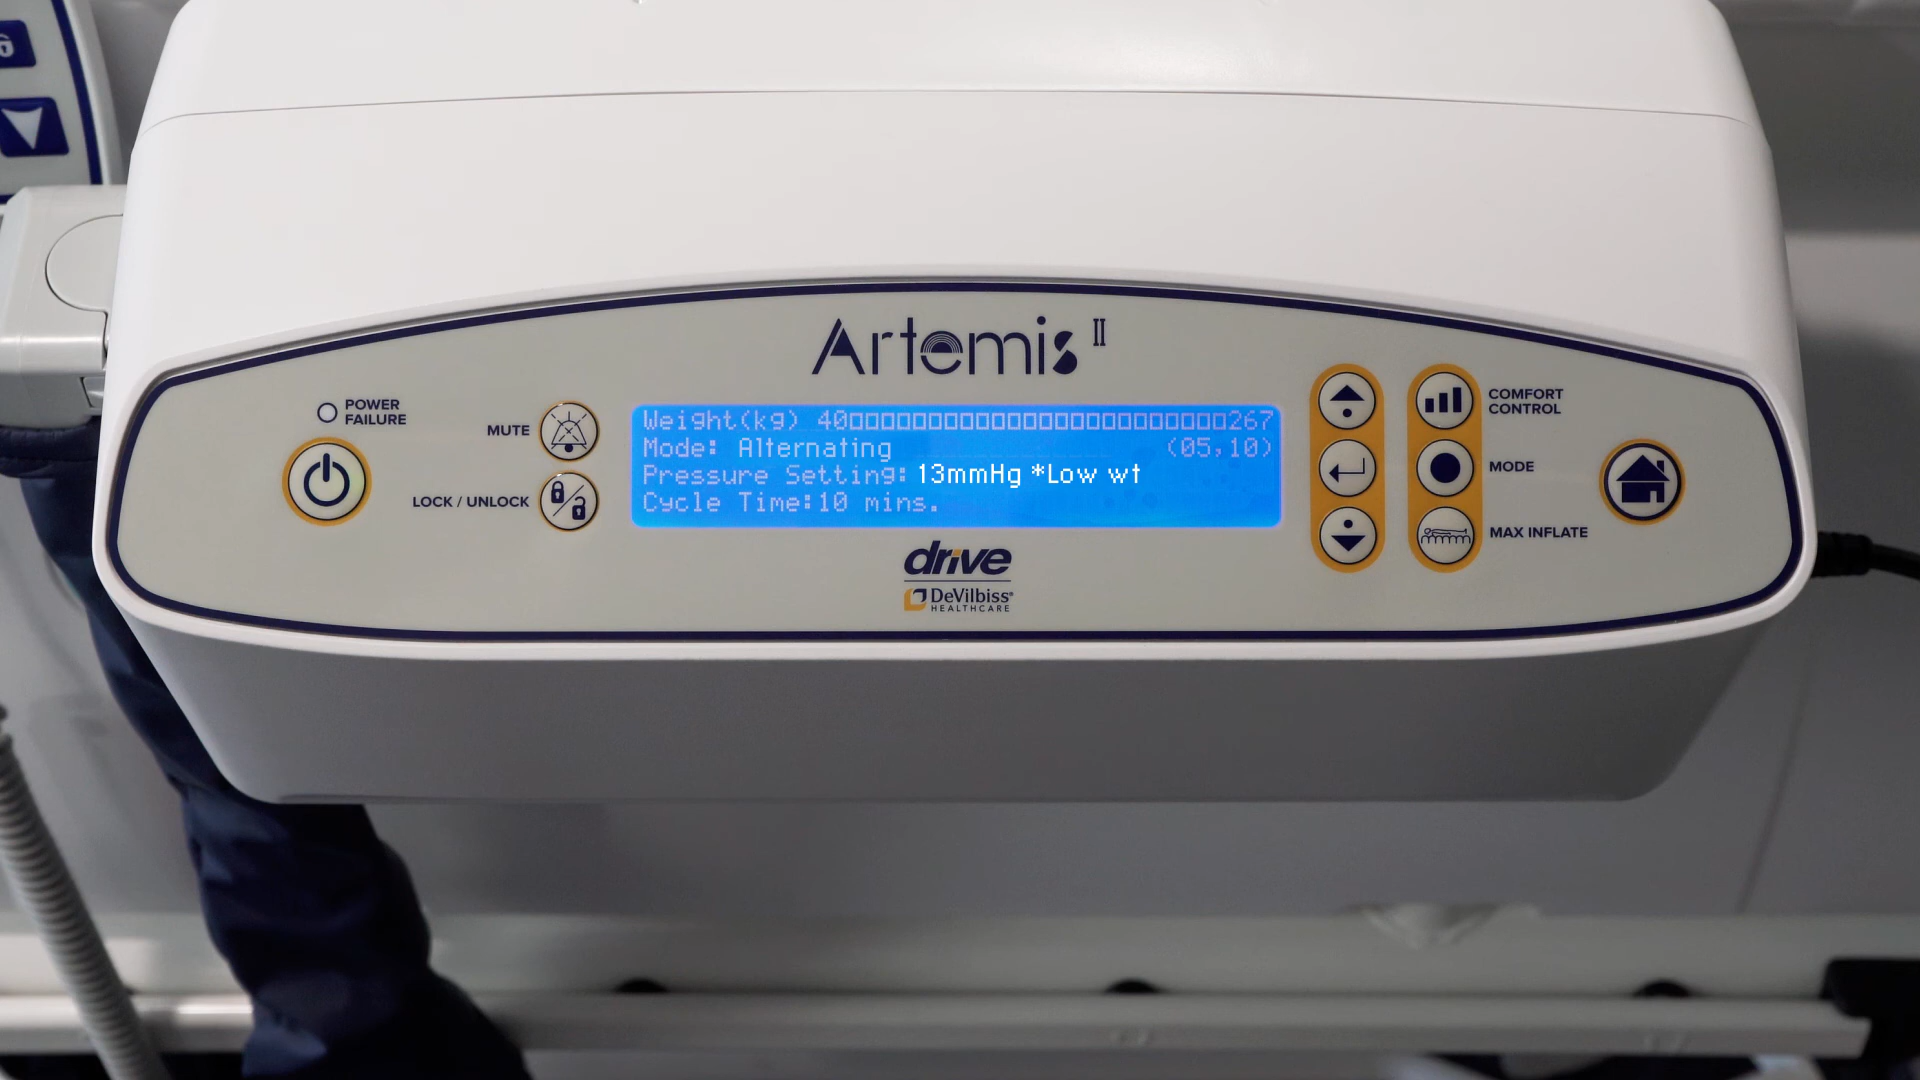 Artemis II
POWER
FAILURE
MUTE
LOCK / UNLOCK
Weight(kg) 40▯▯▯▯▯▯▯▯▯▯▯▯▯▯▯▯▯▯▯▯▯▯▯▯267
Mode: Alternating (05,10)
Pressure Setting: 13mmHg *Low wt
Cycle Time:10 mins.
COMFORT
CONTROL
MODE
MAX INFLATE
drive
DeVilbiss®
HEALTHCARE